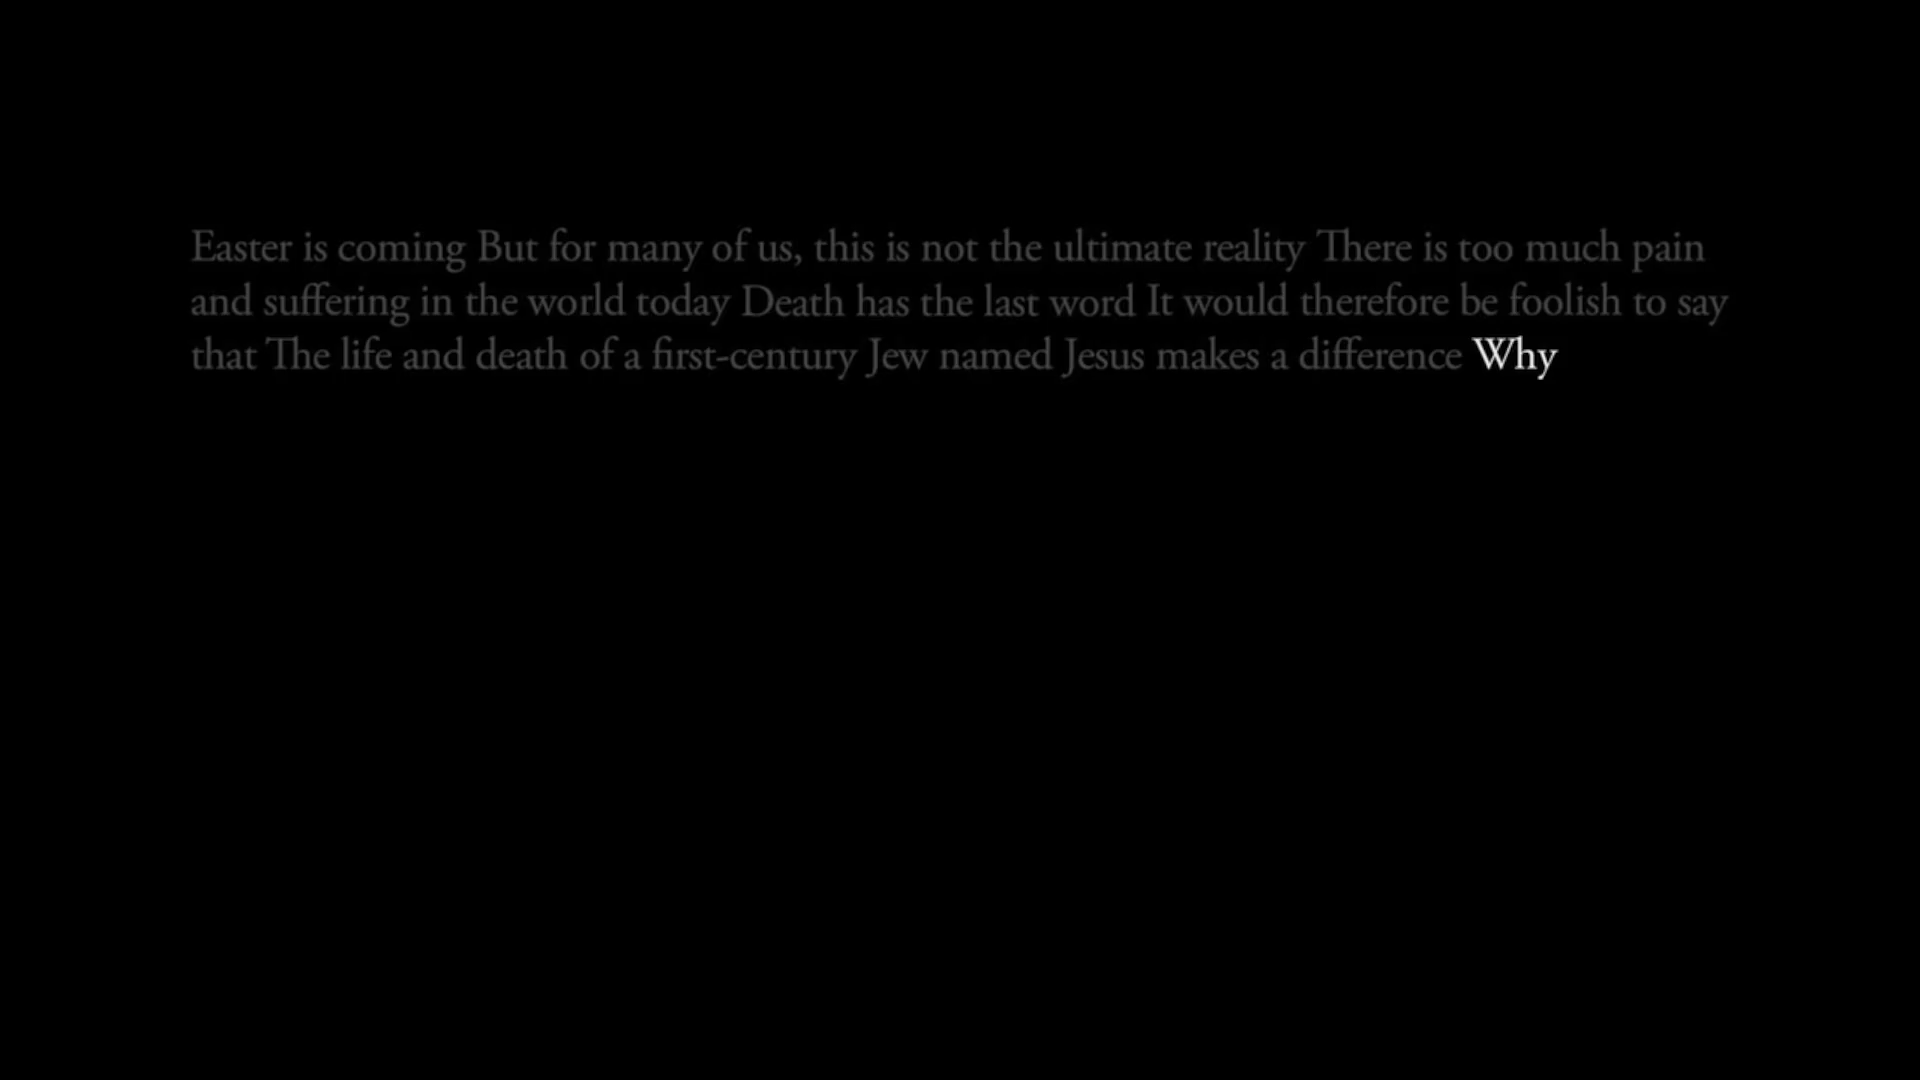 Easter is coming But for many of us, this is not the ultimate reality There is too much pain
and suffering in the world today Death has the last word It would therefore be foolish to say
that The life and death of a first-century Jew named Jesus makes a difference Why